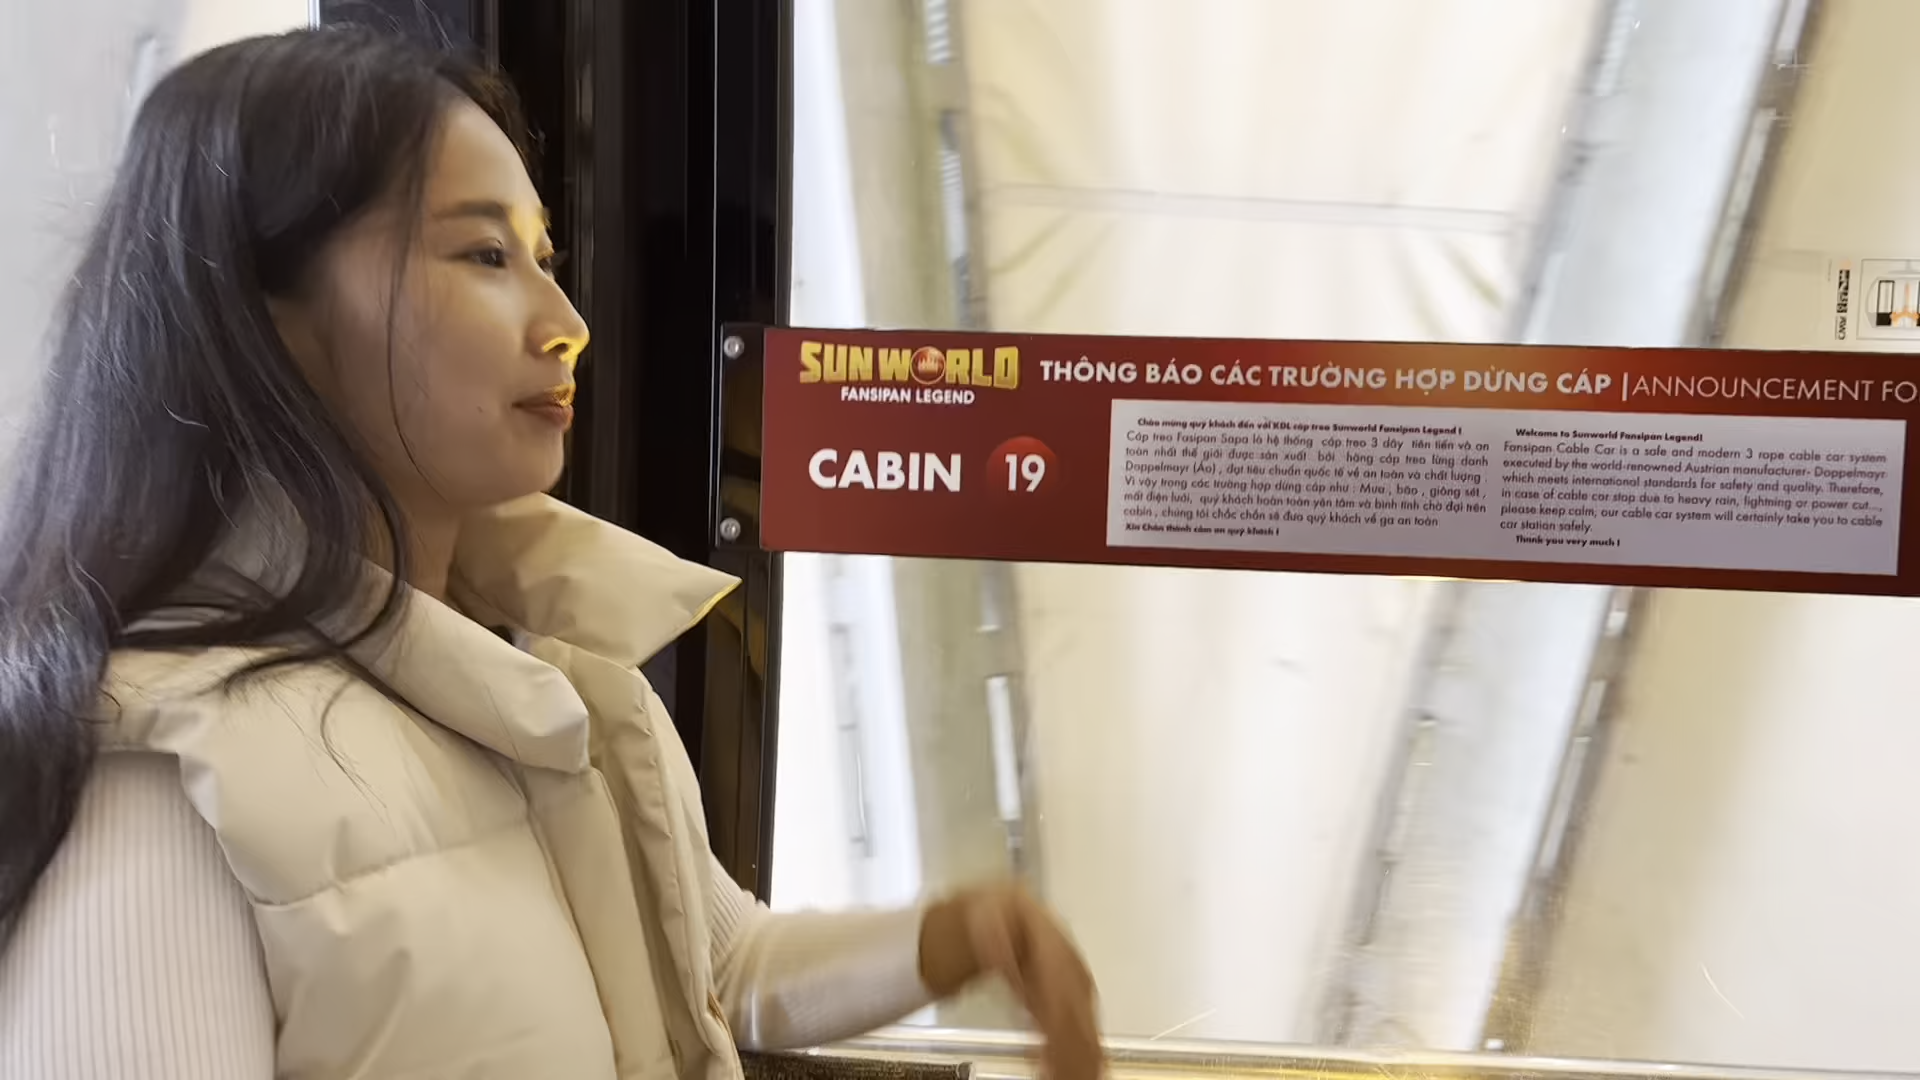 SUN WORLD
FANSIPAN LEGEND
CABIN 19
THÔNG BÁO CÁC TRƯỜNG HỢP DỪNG CÁP | ANNOUNCEMENT FO
Chào mừng quý khách đến với KDL cáp treo Sunworld Fansipan Legend !
Cáp treo Fasipan Sapa là hệ thống cáp treo 3 dây tiên tiến và an
toàn nhất thế giới được sản xuất bởi hãng cáp treo lừng danh
Doppelmayr (Áo) , đạt tiêu chuẩn quốc tế về an toàn và chất lượng .
Vì vậy trong các trường hợp dừng cáp như : Mưa , bão , giông sét ,
mất điện lưới, quý khách hoàn toàn yên tâm và bình tĩnh chờ đợi trên
cabin , chúng tôi chắc chắn sẽ đưa quý khách về ga an toàn
Xin Chân thành cảm ơn quý khách !
Welcome to Sunworld Fansipan Legend!
Fansipan Cable Car is a safe and modern 3 rope cable car system
executed by the world-renowned Austrian manufacturer- Doppelmayr
which meets international standards for safety and quality. Therefore,
in case of cable car stop due to heavy rain, lightning or power cut...,
please keep calm, our cable car system will certainly take you to cable
car station safely.
Thank you very much !